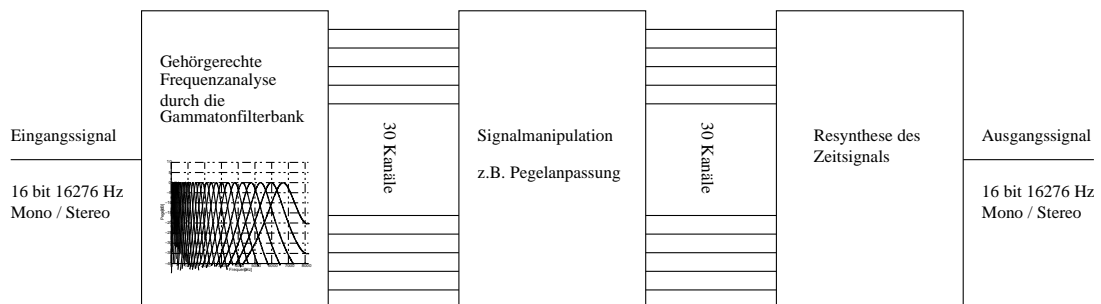 Eingangssignal
16 bit 16276 Hz
Mono / Stereo
Gehörgerechte
Frequenzanalyse
durch die
Gammatonfilterbank
30 Kanäle
Signalmanipulation
z.B. Pegelanpassung
30 Kanäle
Resynthese des
Zeitsignals
Ausgangssignal
16 bit 16276 Hz
Mono / Stereo